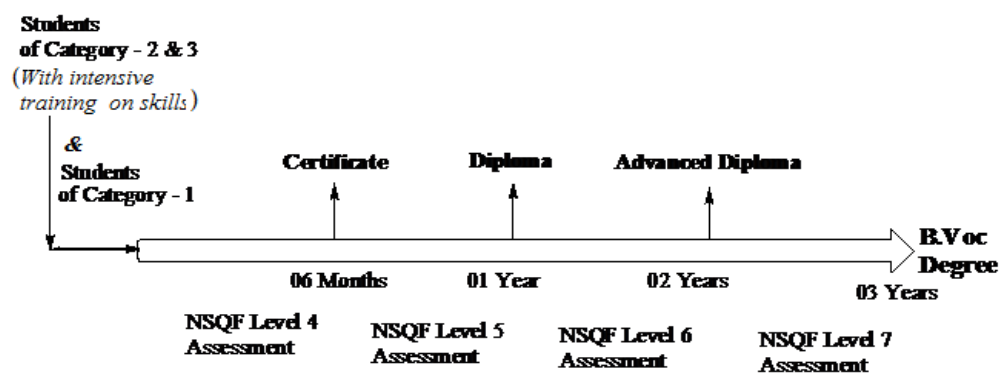 Students
of Category - 2 & 3
(With intensive
training on skills)
&
Students
of Category - 1
Certificate
Diploma
Advanced Diploma
B.Voc
Degree
06 Months
01 Year
02 Years
03 Years
NSQF Level 4
Assessment
NSQF Level 5
Assessment
NSQF Level 6
Assessment
NSQF Level 7
Assessment